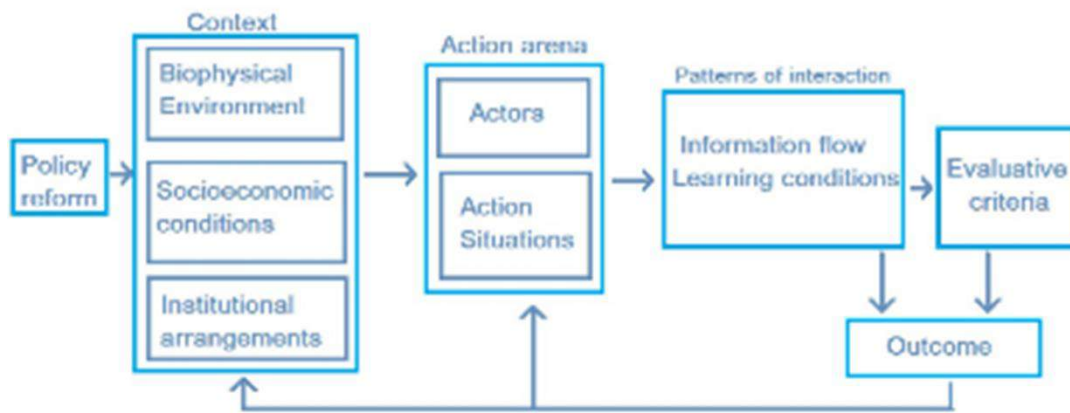 Context
Biophysical
Environment
Socioeconomic
conditions
Institutional
arrangements
Policy
reform
Action arena
Actors
Action
Situations
Patterns of interaction
Information flow
Learning conditions
Evaluative
criteria
Outcome